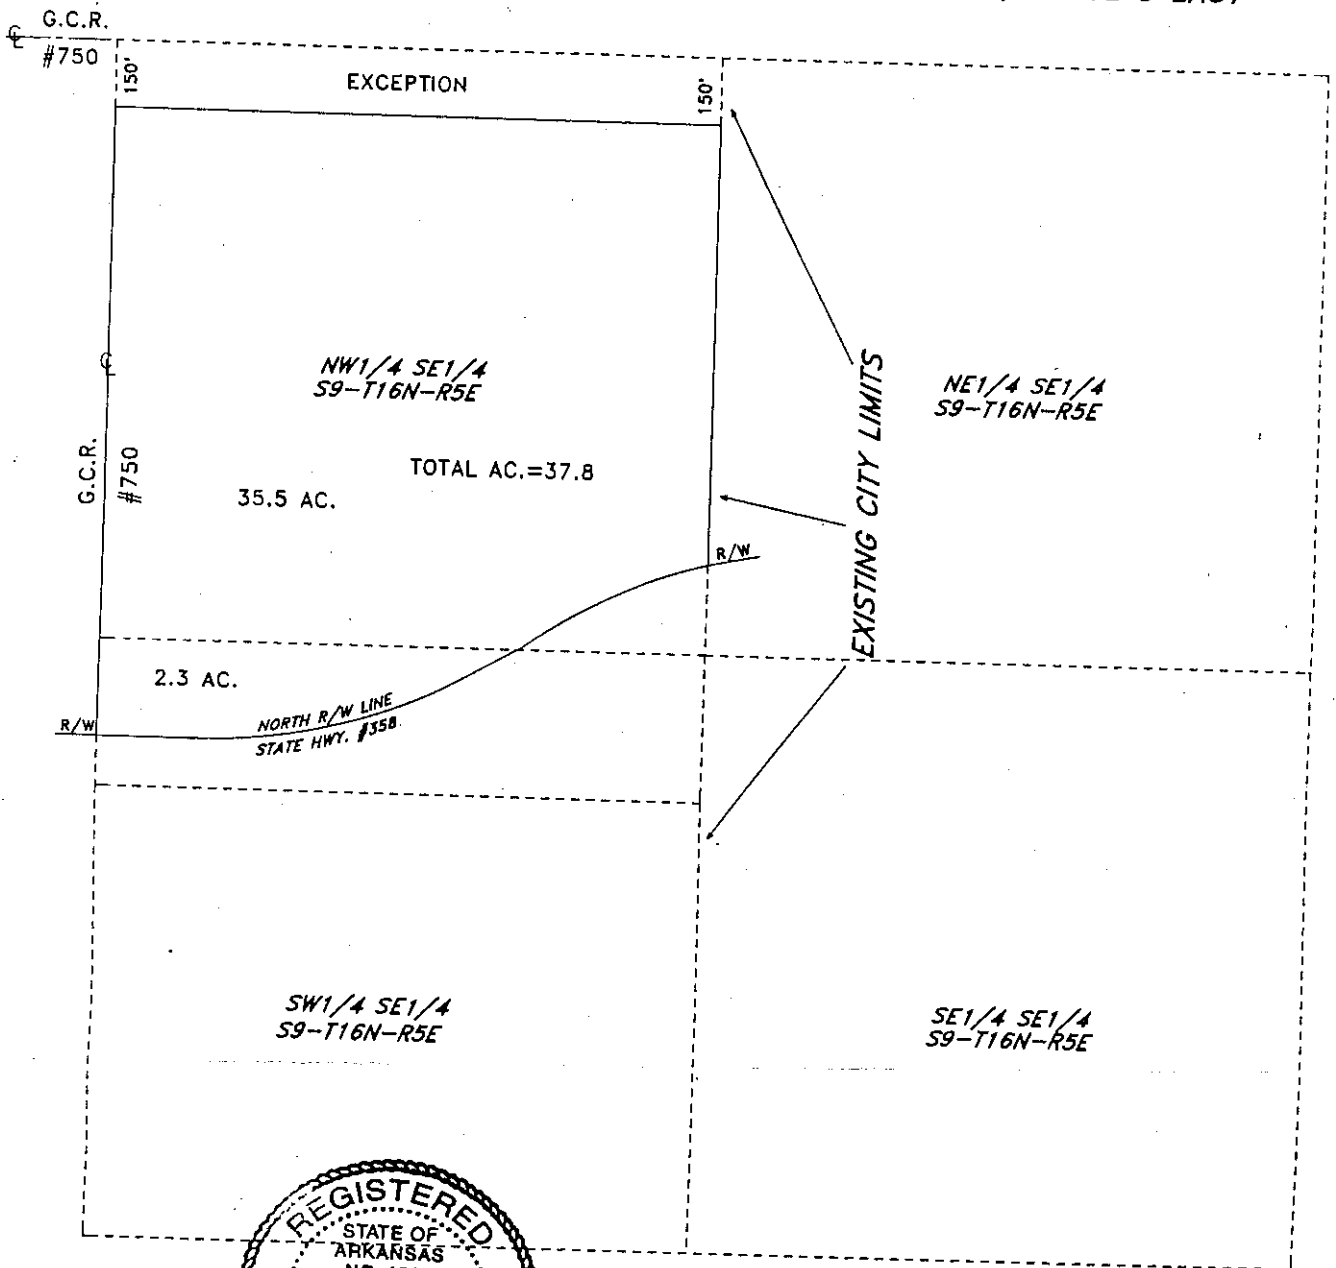 G.C.R.
#750
150'
EXCEPTION
150'
NW1/4 SE1/4
S9-T16N-R5E
NE1/4 SE1/4
S9-T16N-R5E
EXISTING CITY LIMITS
G.C.R.
#750
TOTAL AC.=37.8
35.5 AC.
R/W
2.3 AC.
R/W
NORTH R/W LINE
STATE HWY. #358
SW1/4 SE1/4
S9-T16N-R5E
SE1/4 SE1/4
S9-T16N-R5E
REGISTERED
STATE OF
ARKANSAS